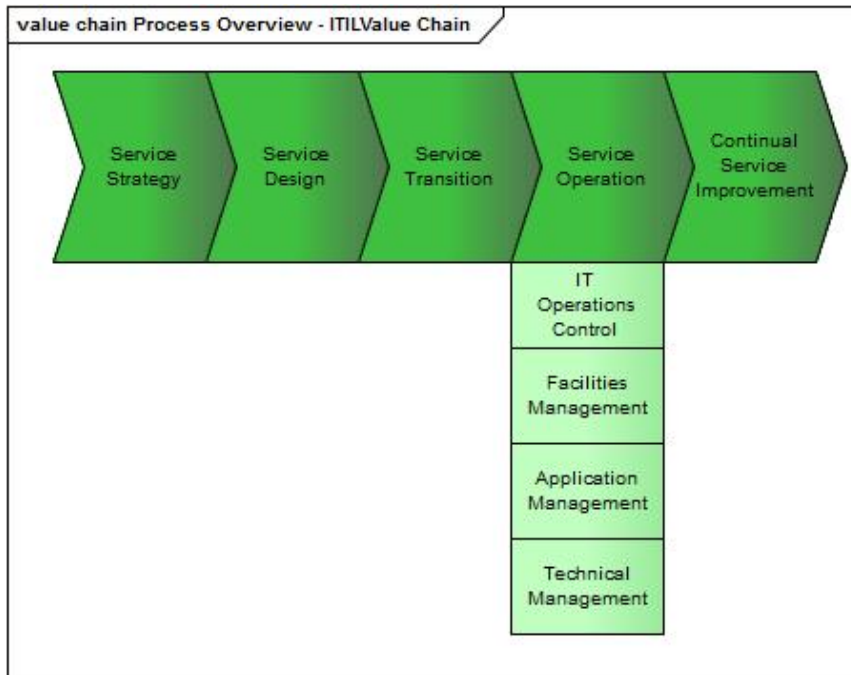 value chain Process Overview - ITILValue Chain
Service
Strategy
Service
Design
Service
Transition
Service
Operation
Continual
Service
Improvement
IT
Operations
Control
Facilities
Management
Application
Management
Technical
Management